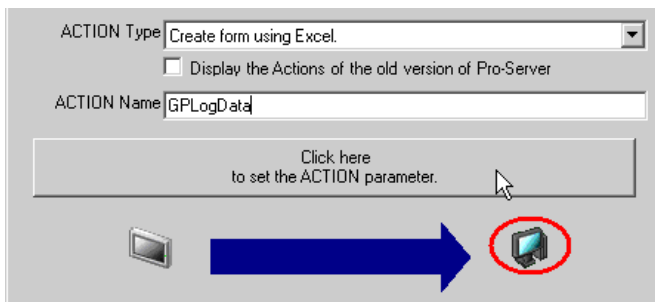 ACTION Type Create form using Excel.
Display the Actions of the old version of Pro-Server
ACTION Name GPLogData
Click here
to set the ACTION parameter.